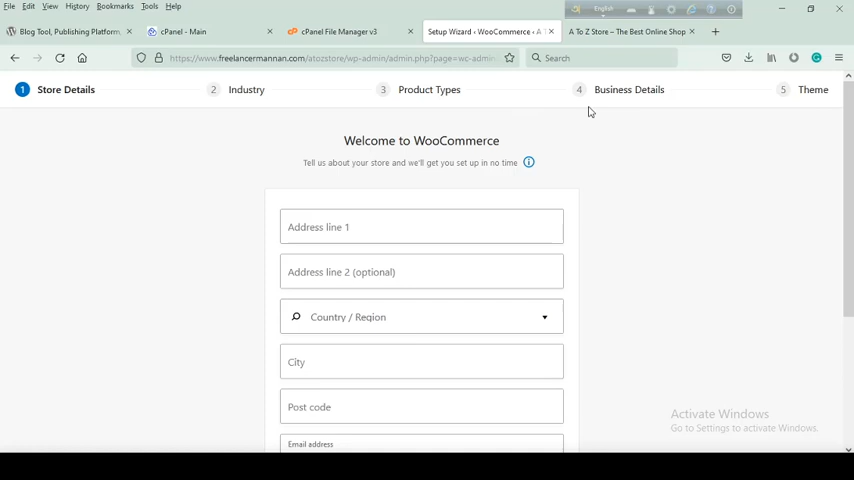 File Edit View History Bookmarks Tools Help
English
Blog Tool, Publishing Platform,
cPanel - Main
cPanel File Manager v3
Setup Wizard ‹ WooCommerce ‹ A T
A To Z Store – The Best Online Shop
https://www.freelancermannan.com/atozstore/wp-admin/admin.php?page=wc-admin
Search
1 Store Details
2 Industry
3 Product Types
4 Business Details
5 Theme
Welcome to WooCommerce
Tell us about your store and we'll get you set up in no time
Address line 1
Address line 2 (optional)
Country / Region
City
Post code
Email address
Activate Windows
Go to Settings to activate Windows.